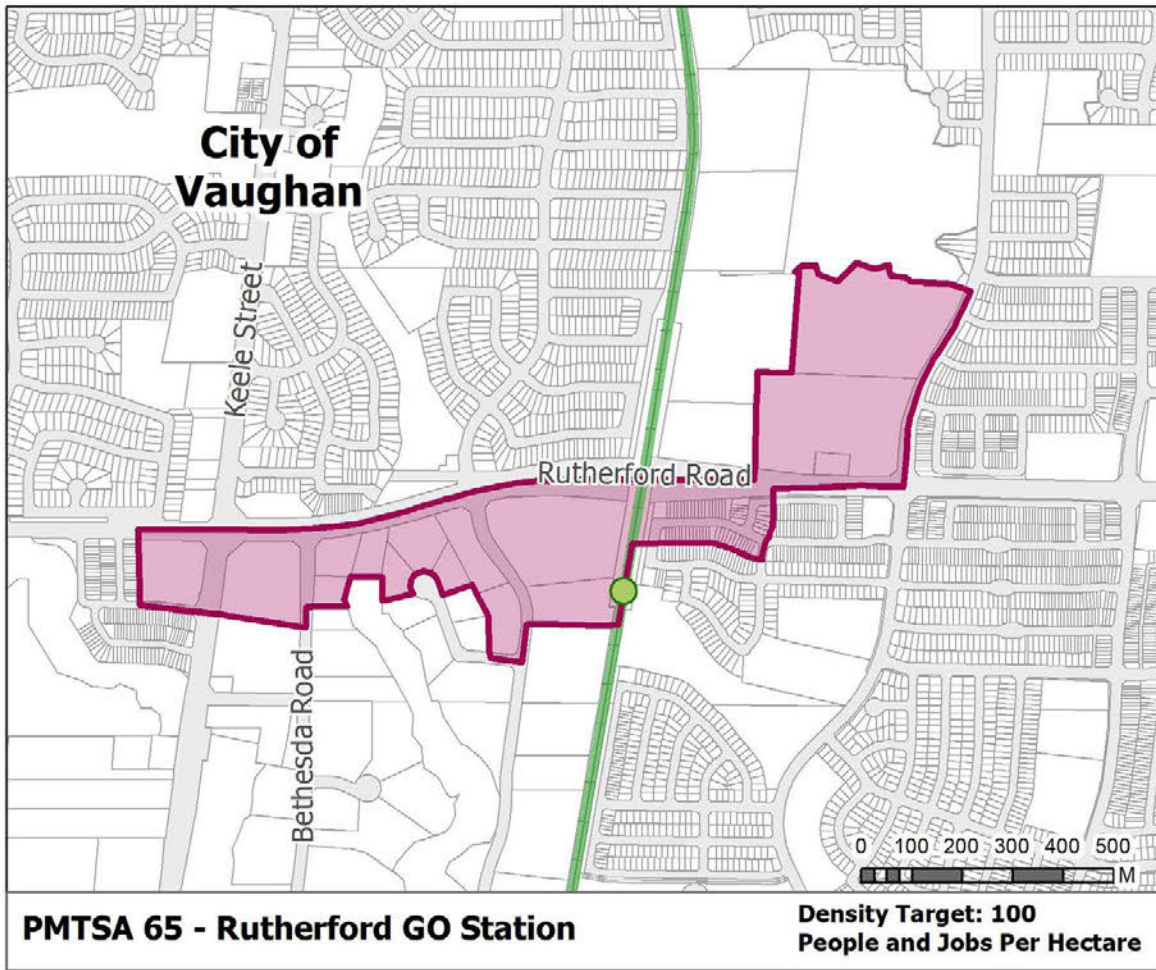 City of
Vaughan
Keele Street
Rutherford Road
Bethesda Road
0 100 200 300 400 500
M
PMTSA 65 - Rutherford GO Station
Density Target: 100
People and Jobs Per Hectare